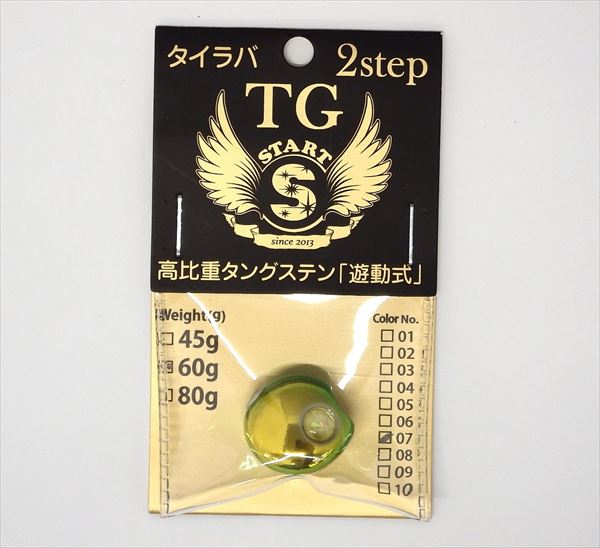 タイラバ 2step
TG
START
S
since 2013
高比重タングステン「遊動式」
Weight(g)
45g
60g
80g
Color No.
01
02
03
04
05
06
07
08
09
10